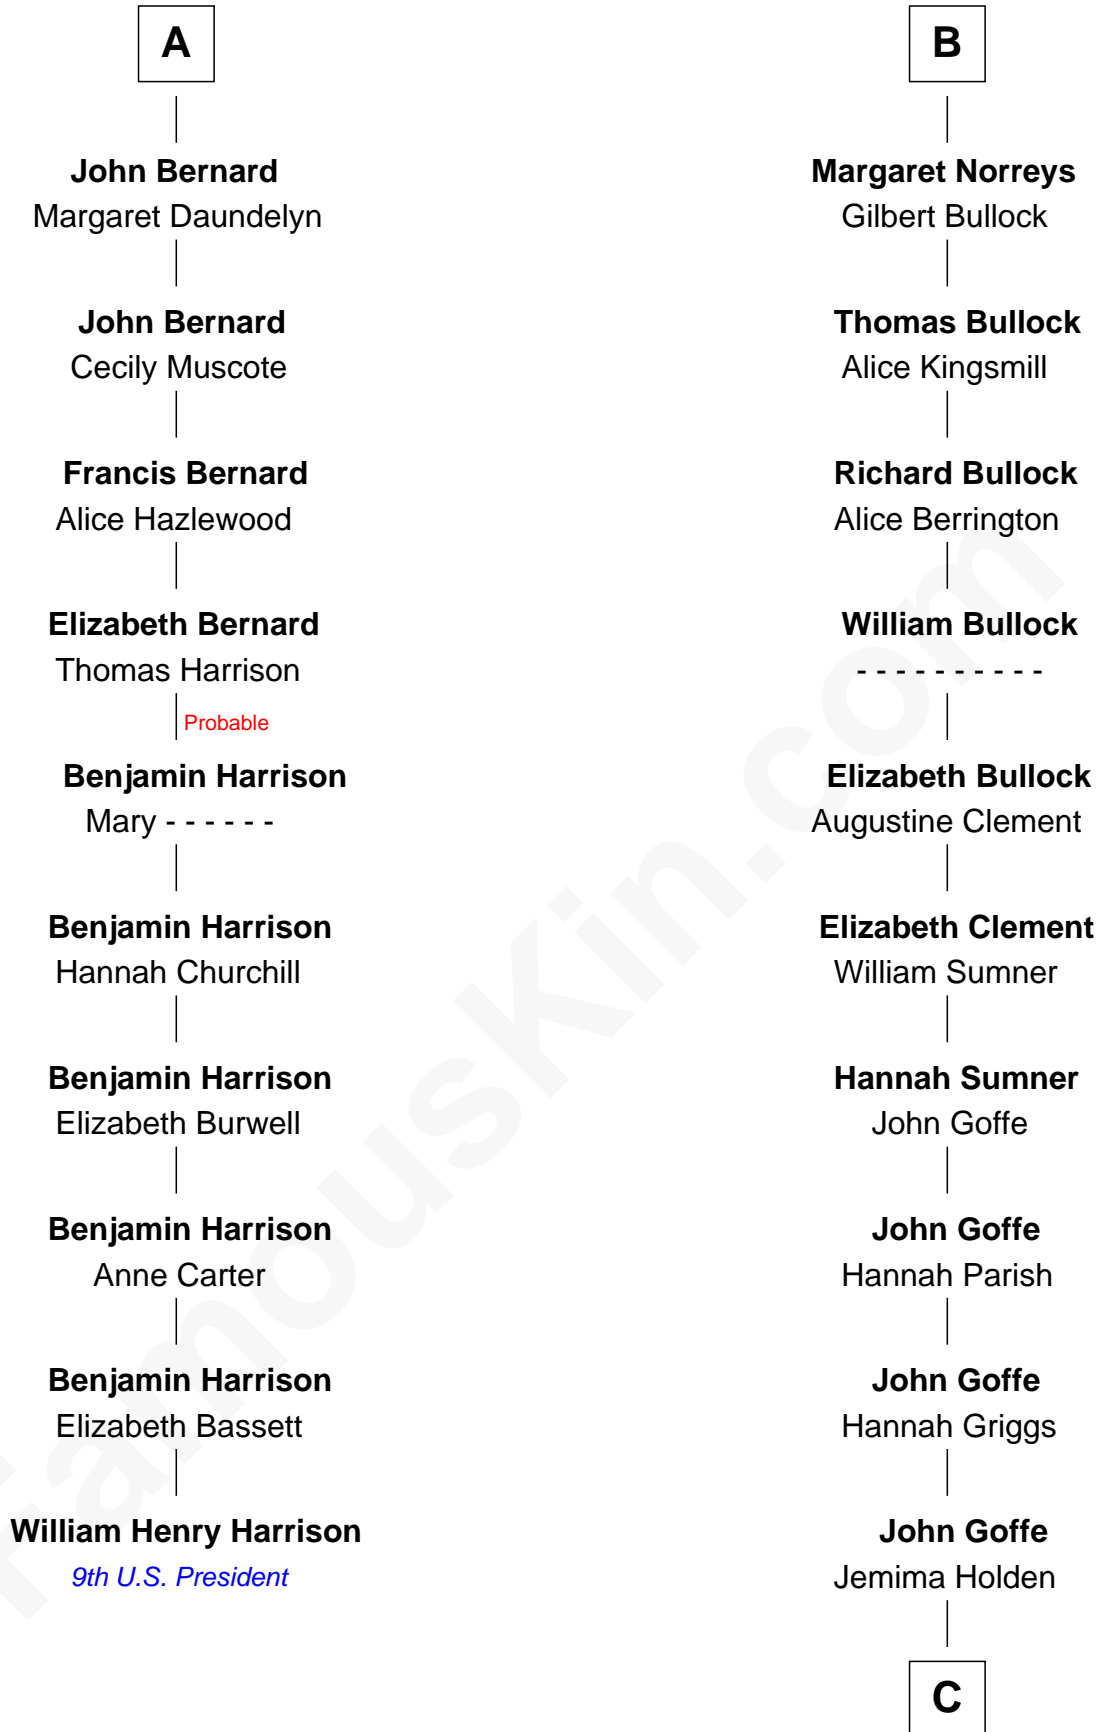 A
John Bernard
Margaret Daundelyn
John Bernard
Cecily Muscote
Francis Bernard
Alice Hazlewood
Elizabeth Bernard
Thomas Harrison
Probable
Benjamin Harrison
Mary - - - - - -
Benjamin Harrison
Hannah Churchill
Benjamin Harrison
Elizabeth Burwell
Benjamin Harrison
Anne Carter
Benjamin Harrison
Elizabeth Bassett
William Henry Harrison
9th U.S. President
B
Margaret Norreys
Gilbert Bullock
Thomas Bullock
Alice Kingsmill
Richard Bullock
Alice Berrington
William Bullock
- - - - - - - - - -
Elizabeth Bullock
Augustine Clement
Elizabeth Clement
William Sumner
Hannah Sumner
John Goffe
John Goffe
Hannah Parish
John Goffe
Hannah Griggs
John Goffe
Jemima Holden
C
FamousKin.com